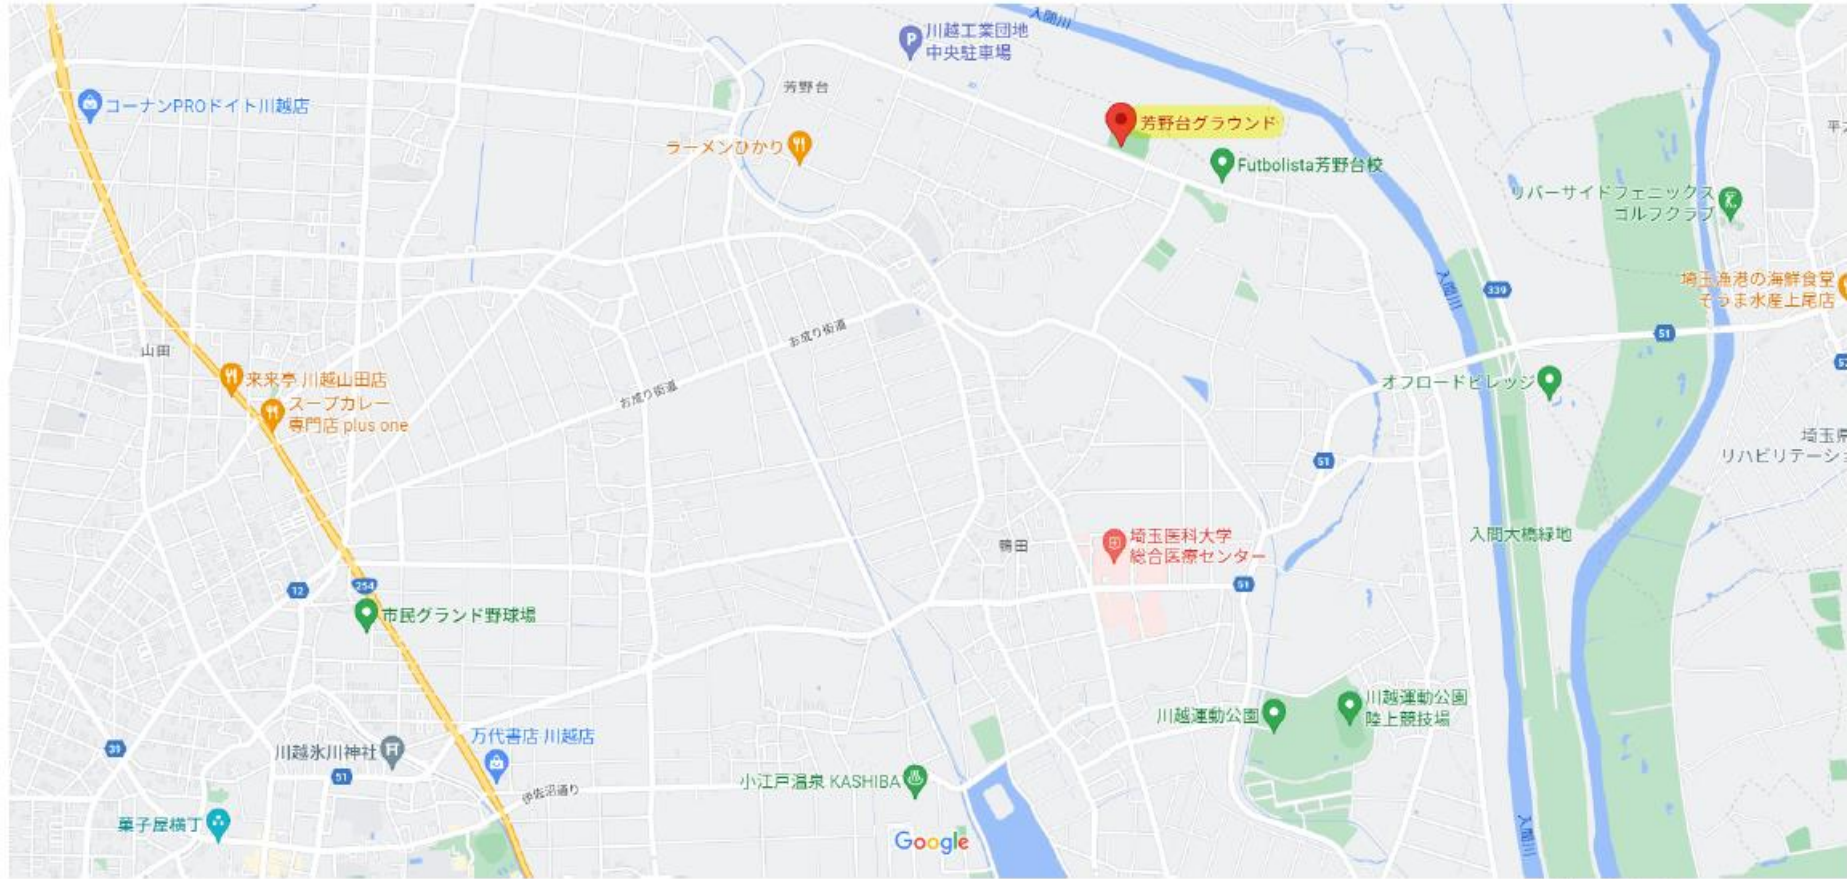 入間川
川越工業団地
中央駐車場
芳野台
コーナンPROドイト川越店
芳野台グラウンド
ラーメンひかり
Futbolista芳野台校
リバーサイドフェニックス
ゴルフクラブ
入間川
339
埼玉漁港の海鮮食堂
そうま水産上尾店
51
お成り街道
山田
来来亭 川越山田店
スープカレー
専門店 plus one
お成り街道
オフロードビレッジ
埼玉県
リハビリテーショ
51
入間大橋緑地
埼玉医科大学
総合医療センター
鴨田
51
12
254
市民グランド野球場
川越運動公園
川越運動公園
陸上競技場
39
川越氷川神社
51
万代書店 川越店
小江戸温泉 KASHIBA
伊佐沼通り
菓子屋横丁
Google
入間川